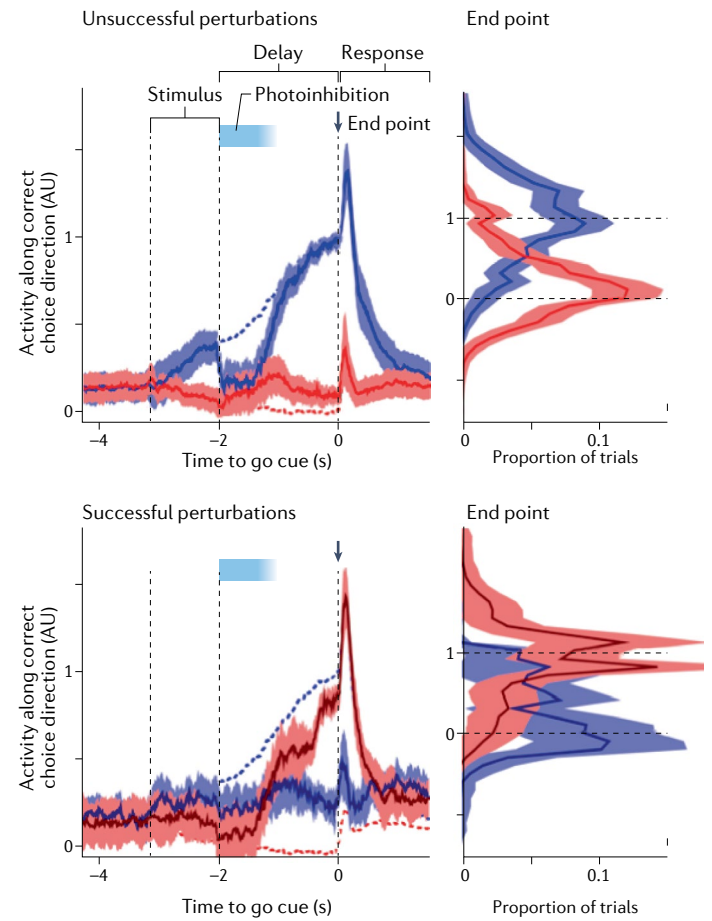 Unsuccessful perturbations
End point
Delay
Response
Stimulus
Photoinhibition
End point
Activity along correct
choice direction (AU)
1
0
−4
−2
0
Time to go cue (s)
1
0
0
0.1
Proportion of trials
Successful perturbations
End point
Activity along correct
choice direction (AU)
1
0
−4
−2
0
Time to go cue (s)
1
0
0
0.1
Proportion of trials